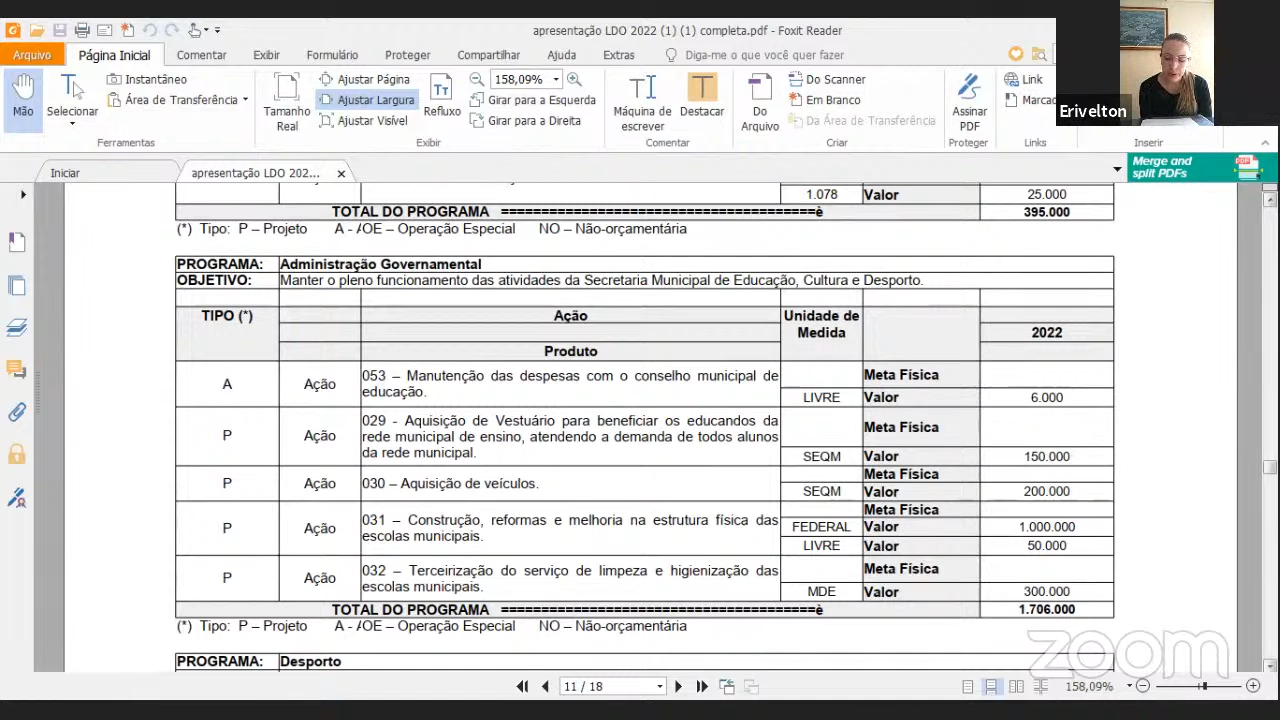 apresentação LDO 2022 (1) (1) completa.pdf - Foxit Reader
Arquivo Página Inicial Comentar Exibir Formulário Proteger Compartilhar Ajuda Extras Diga-me o que você quer fazer
Mão
Selecionar
Instantâneo
Área de Transferência
Ferramentas
Tamanho Real
Ajustar Página
Ajustar Largura
Ajustar Visível
Refluxo
158,09%
Girar para a Esquerda
Girar para a Direita
Exibir
Máquina de escrever
Destacar
Comentar
Do Arquivo
Do Scanner
Em Branco
Da Área de Transferência
Criar
Assinar PDF
Proteger
Link
Marcad
Links
Inserir
Erivelton
Iniciar
apresentação LDO 202...
Merge and
split PDFs
1.078 Valor 25.000
TOTAL DO PROGRAMA =======================================è 395.000
(*) Tipo: P – Projeto A - /OE – Operação Especial NO – Não-orçamentária
PROGRAMA: Administração Governamental
OBJETIVO: Manter o pleno funcionamento das atividades da Secretaria Municipal de Educação, Cultura e Desporto.
TIPO (*) Ação Unidade de Medida 2022
Produto
A Ação 053 – Manutenção das despesas com o conselho municipal de
educação.
Meta Física
LIVRE Valor 6.000
P Ação 029 - Aquisição de Vestuário para beneficiar os educandos da
rede municipal de ensino, atendendo a demanda de todos alunos
da rede municipal.
Meta Física
SEQM Valor 150.000
P Ação 030 – Aquisição de veículos.
Meta Física
SEQM Valor 200.000
P Ação 031 – Construção, reformas e melhoria na estrutura física das
escolas municipais.
Meta Física
FEDERAL Valor 1.000.000
LIVRE Valor 50.000
P Ação 032 – Terceirização do serviço de limpeza e higienização das
escolas municipais.
Meta Física
MDE Valor 300.000
TOTAL DO PROGRAMA =======================================è 1.706.000
(*) Tipo: P – Projeto A - /OE – Operação Especial NO – Não-orçamentária
PROGRAMA: Desporto
zoom
11 / 18
158,09%